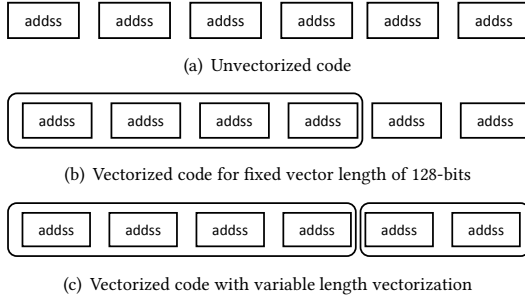 addss addss addss addss addss addss
(a) Unvectorized code
addss addss addss addss addss addss
(b) Vectorized code for fixed vector length of 128-bits
addss addss addss addss addss addss
(c) Vectorized code with variable length vectorization